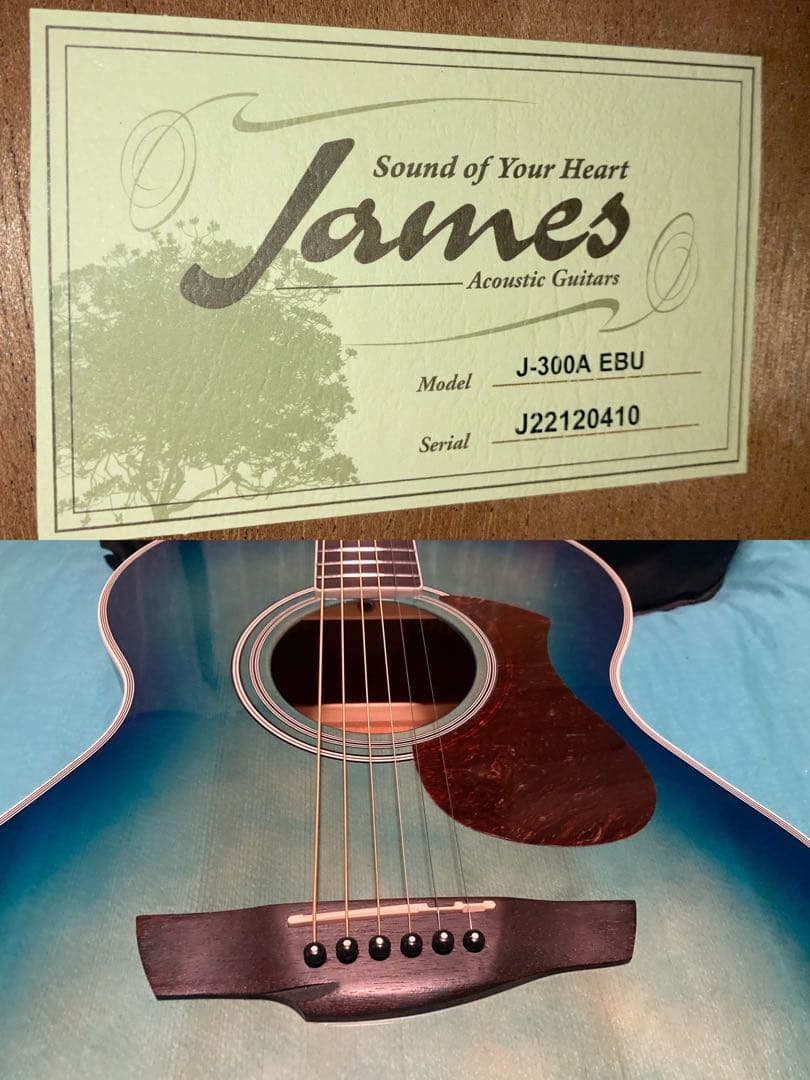 Sound of Your Heart
James
Acoustic Guitars
Model J-300A EBU
Serial J22120410